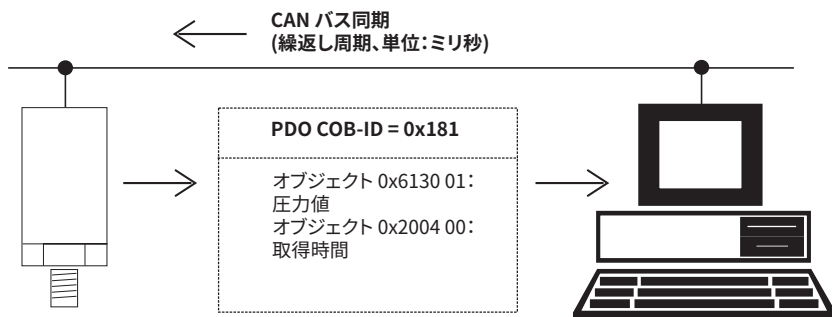 CAN バス同期
(繰返し周期、単位：ミリ秒)
PDO COB-ID = 0x181
オブジェクト 0x6130 01：
圧力値
オブジェクト 0x2004 00：
取得時間